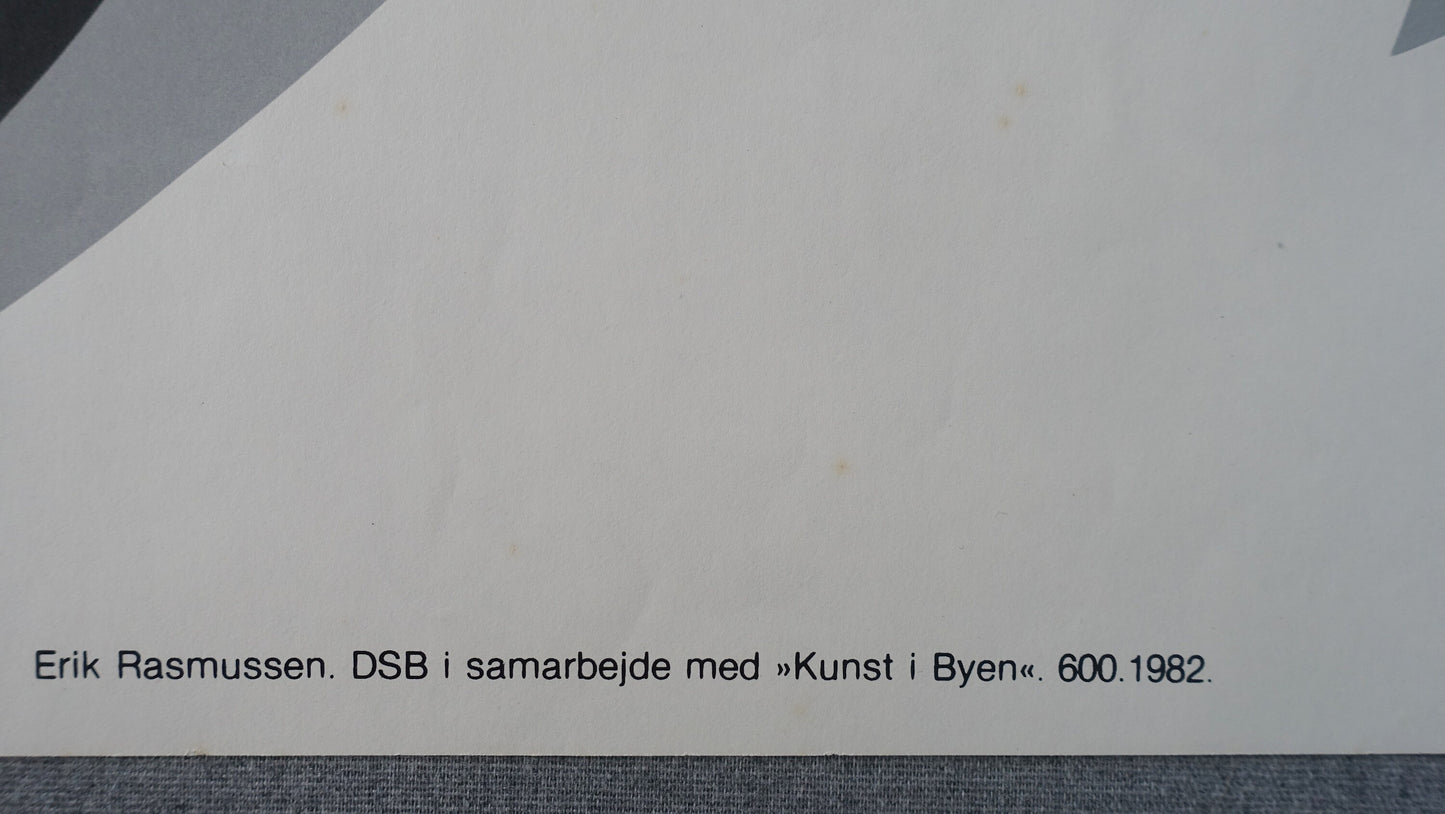 Erik Rasmussen. DSB i samarbejde med »Kunst i Byen«. 600.1982.